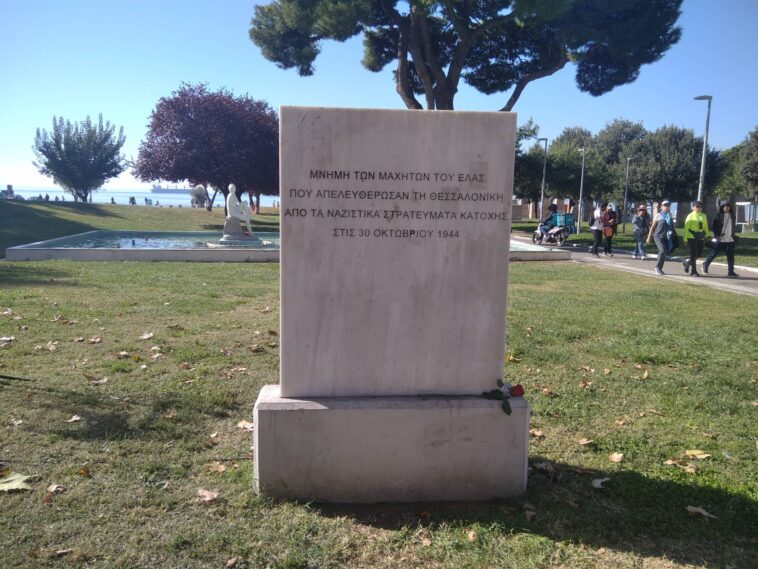 ΜΝΗΜΗ ΤΩΝ ΜΑΧΗΤΩΝ ΤΟΥ ΕΛΑΣ
ΠΟΥ ΑΠΕΛΕΥΘΕΡΩΣΑΝ ΤΗ ΘΕΣΣΑΛΟΝΙΚΗ
ΑΠΟ ΤΑ ΝΑΖΙΣΤΙΚΑ ΣΤΡΑΤΕΥΜΑΤΑ ΚΑΤΟΧΗΣ
ΣΤΙΣ 30 ΟΚΤΩΒΡΙΟΥ 1944